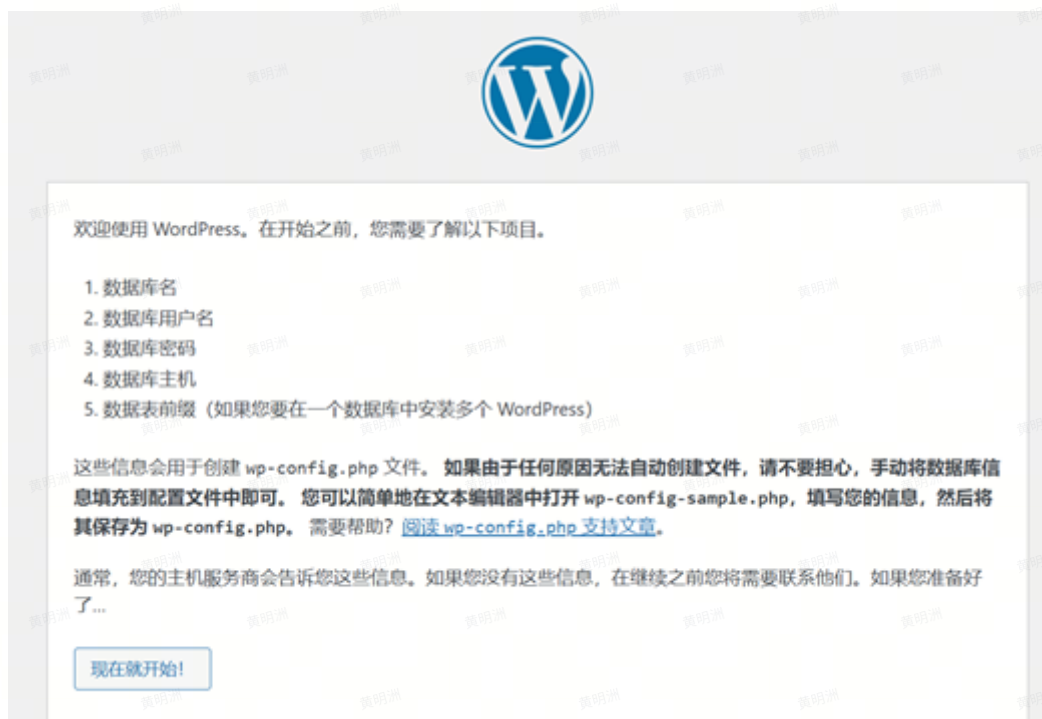 欢迎使用 WordPress。在开始之前，您需要了解以下项目。
1. 数据库名
2. 数据库用户名
3. 数据库密码
4. 数据库主机
5. 数据表前缀（如果您要在一个数据库中安装多个 WordPress）
这些信息会用于创建 wp-config.php 文件。 如果由于任何原因无法自动创建文件，请不要担心，手动将数据库信
息填充到配置文件中即可。 您可以简单地在文本编辑器中打开 wp-config-sample.php，填写您的信息，然后将
其保存为 wp-config.php。 需要帮助？阅读 wp-config.php 支持文章。
通常，您的主机服务商会告诉您这些信息。如果您没有这些信息，在继续之前您将需要联系他们。如果您准备好
了...
现在就开始！
黄明洲